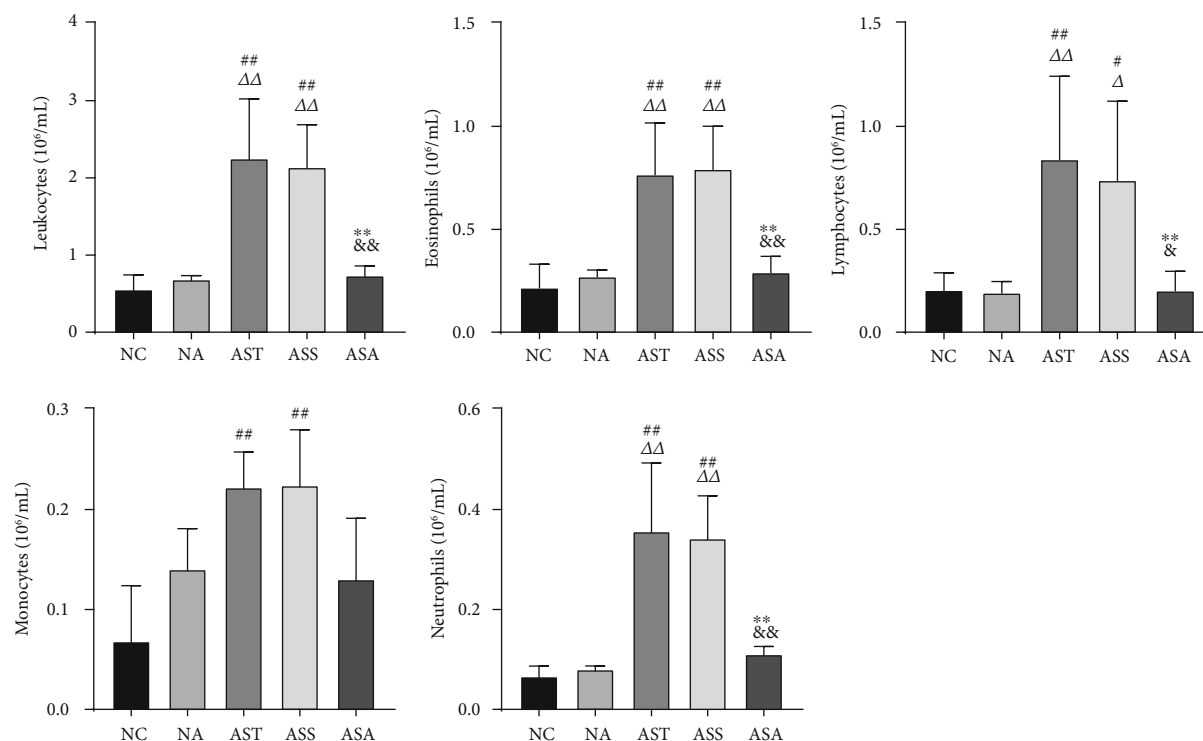 Leukocytes (10⁶/mL)
4
3
2
1
0
##
ΔΔ
##
ΔΔ
**
&&
NC NA AST ASS ASA
Eosinophils (10⁶/mL)
1.5
1.0
0.5
0.0
##
ΔΔ
##
ΔΔ
**
&&
NC NA AST ASS ASA
Lymphocytes (10⁶/mL)
1.5
1.0
0.5
0.0
##
ΔΔ
#
Δ
**
&
NC NA AST ASS ASA
Monocytes (10⁶/mL)
0.3
0.2
0.1
0.0
##
##
NC NA AST ASS ASA
Neutrophils (10⁶/mL)
0.6
0.4
0.2
0.0
##
ΔΔ
##
ΔΔ
**
&&
NC NA AST ASS ASA